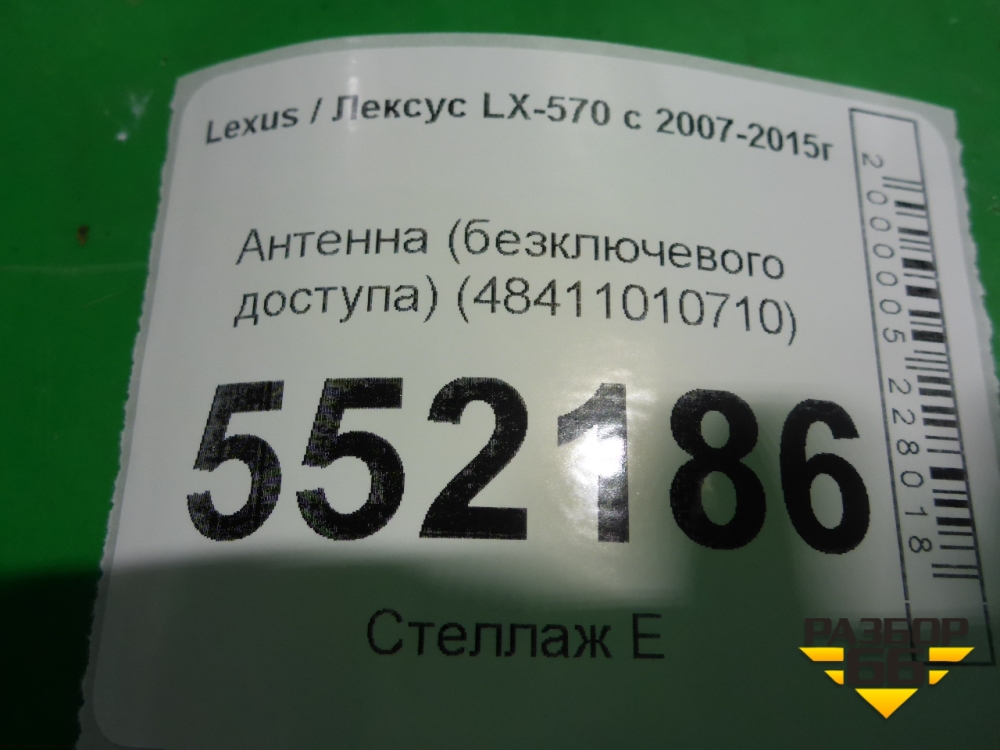 Lexus / Лексус LX-570 с 2007-2015г
Антенна (безключевого
доступа) (48411010710)
552186
Стеллаж E
2000005228018
РАЗБОР
66